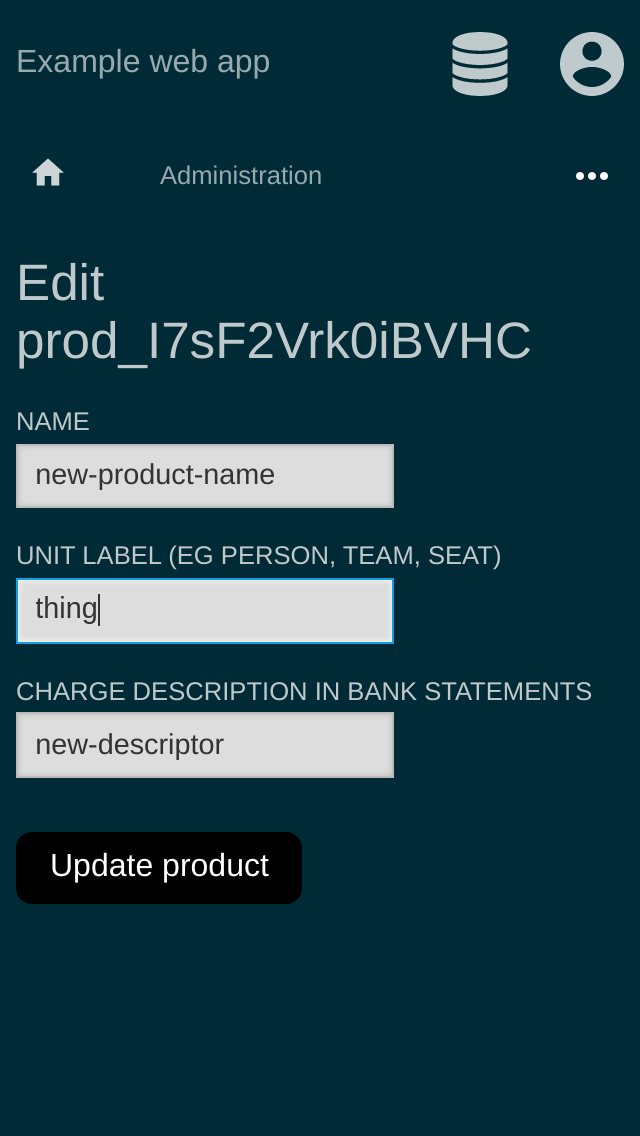 Example web app
Administration
Edit
prod_I7sF2Vrk0iBVHC
NAME
new-product-name
UNIT LABEL (EG PERSON, TEAM, SEAT)
thing
CHARGE DESCRIPTION IN BANK STATEMENTS
new-descriptor
Update product